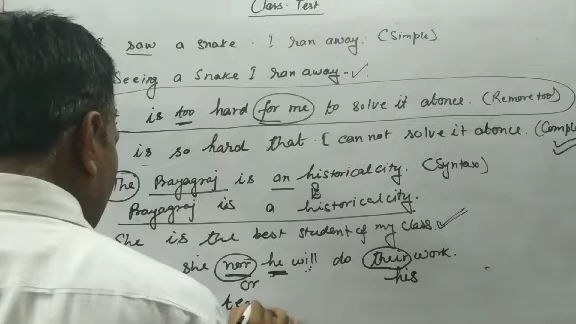 Class-Test
saw a snake. I ran away. (Simple)
Seeing a snake I ran away. ✓
is too hard for me to solve it atonce. (Remove too)
is so hard that I can not solve it atonce.
The Prayagraj is an historical city. (Syntax)
Prayagraj is a historical city.
She is the best student of my class. ✓
she nor he will do their work.
or his
te